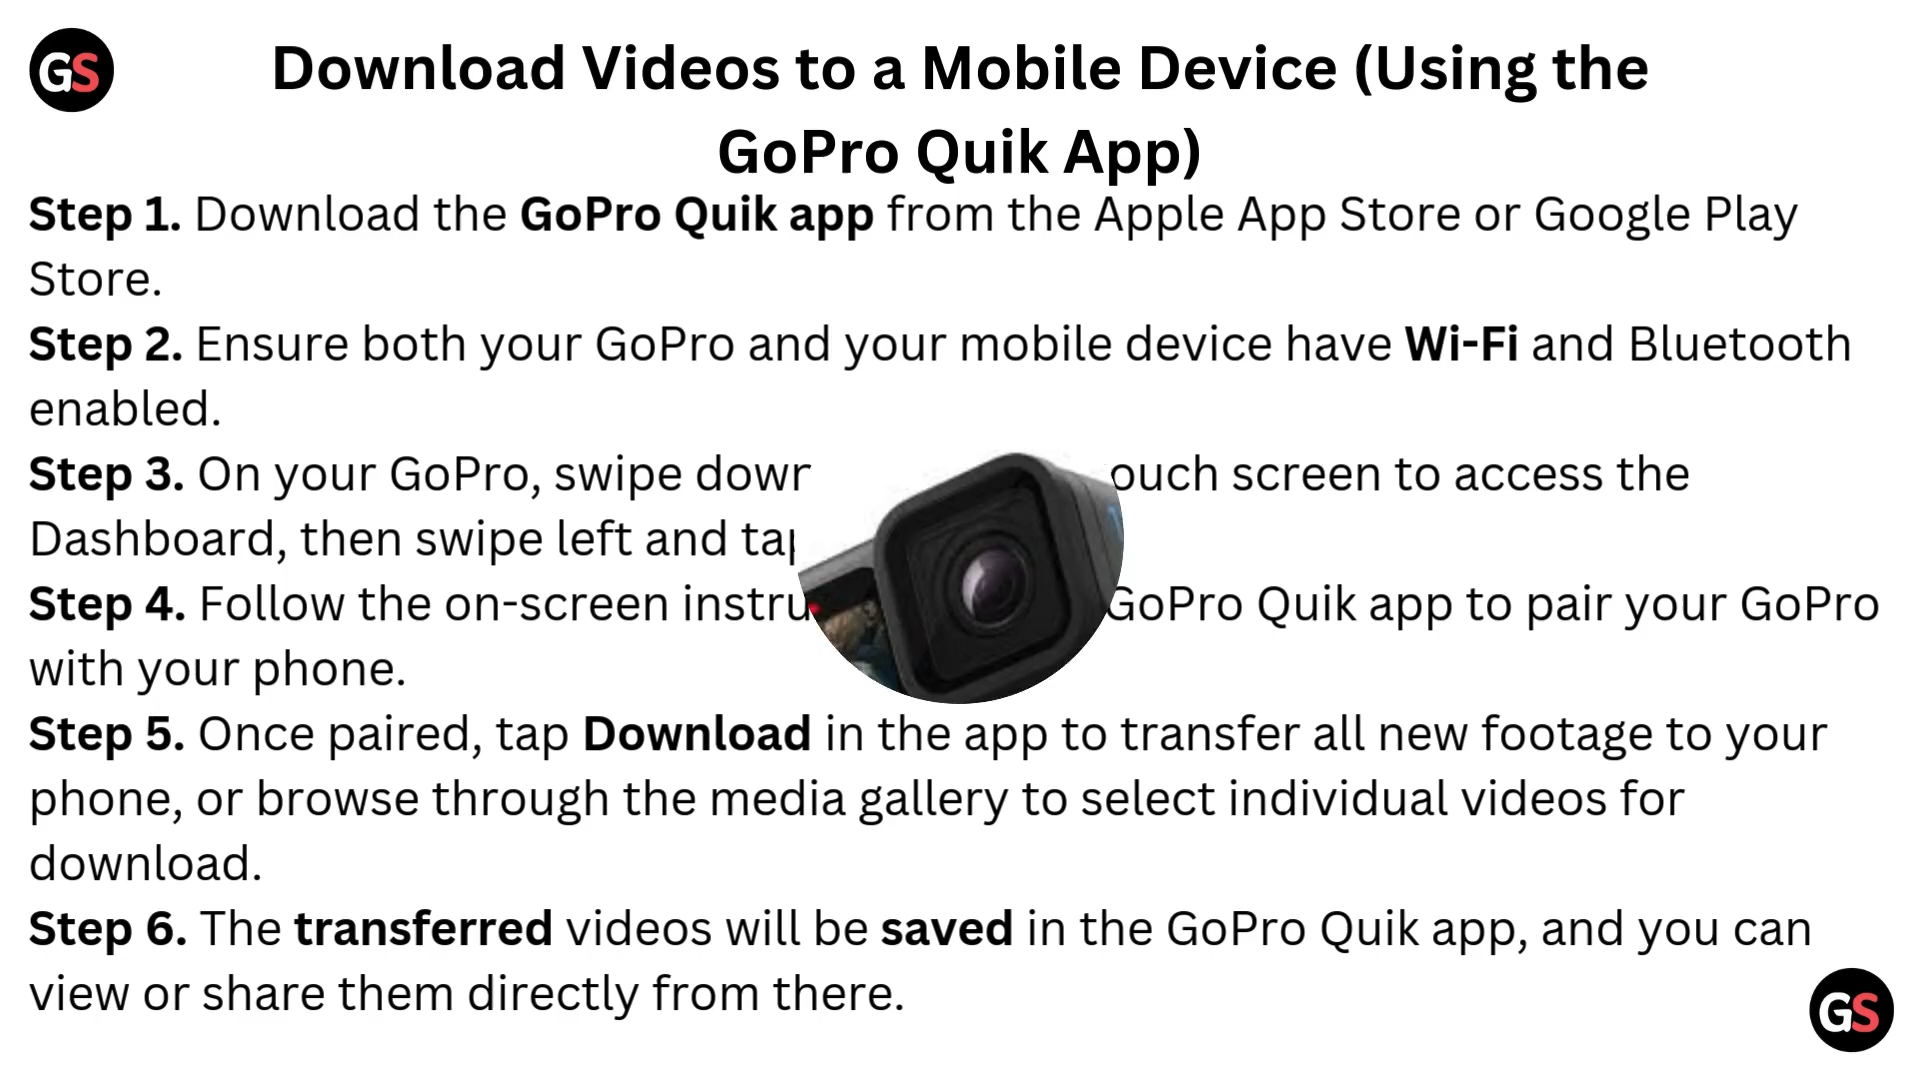 GS
Download Videos to a Mobile Device (Using the
GoPro Quik App)
Step 1. Download the GoPro Quik app from the Apple App Store or Google Play
Store.
Step 2. Ensure both your GoPro and your mobile device have Wi-Fi and Bluetooth
enabled.
Step 3. On your GoPro, swipe down screen to access the
Dashboard, then swipe left and
Step 4. Follow the on-screen GoPro Quik app to pair your GoPro
with your phone.
Step 5. Once paired, tap Download in the app to transfer all new footage to your
phone, or browse through the media gallery to select individual videos for
download.
Step 6. The transferred videos will be saved in the GoPro Quik app, and you can
view or share them directly from there.
GS